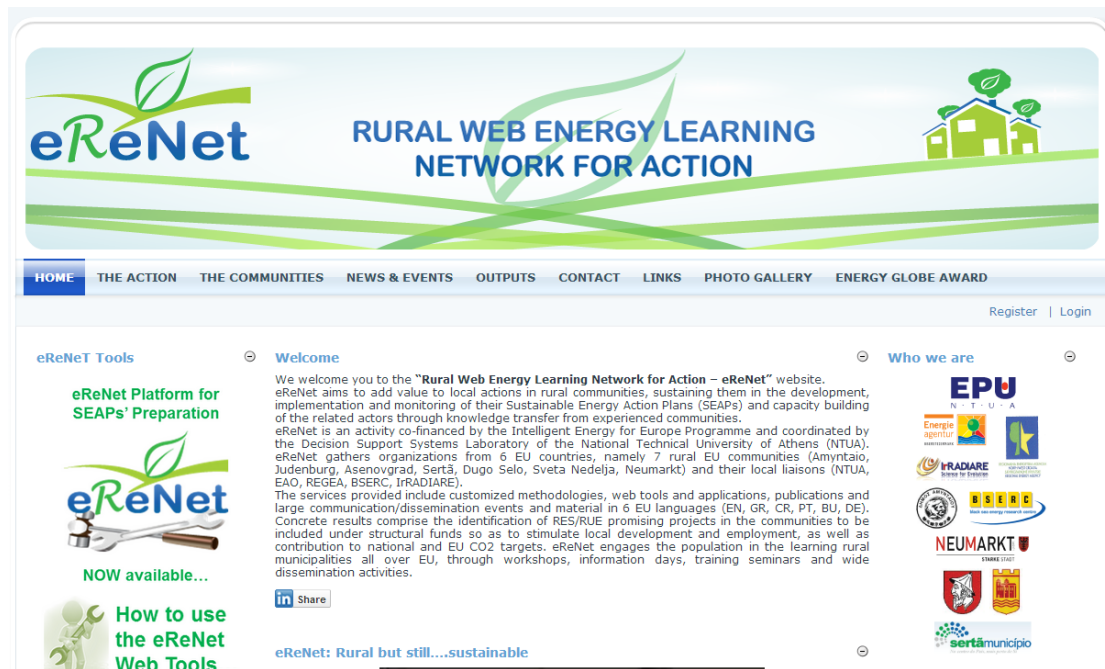 eReNet
RURAL WEB ENERGY LEARNING
NETWORK FOR ACTION
HOME THE ACTION THE COMMUNITIES NEWS & EVENTS OUTPUTS CONTACT LINKS PHOTO GALLERY ENERGY GLOBE AWARD
Register | Login
eReNeT Tools
eReNet Platform for
SEAPs' Preparation
eReNet
NOW available...
How to use
the eReNet
Web Tools
Welcome
We welcome you to the "Rural Web Energy Learning Network for Action – eReNet" website.
eReNet aims to add value to local actions in rural communities, sustaining them in the development,
implementation and monitoring of their Sustainable Energy Action Plans (SEAPs) and capacity building
of the related actors through knowledge transfer from experienced communities.
eReNet is an activity co-financed by the Intelligent Energy for Europe Programme and coordinated by
the Decision Support Systems Laboratory of the National Technical University of Athens (NTUA).
eReNet gathers organizations from 6 EU countries, namely 7 rural EU communities (Amyntaio,
Judenburg, Asenovgrad, Sertã, Dugo Selo, Sveta Nedelja, Neumarkt) and their local liaisons (NTUA,
EAO, REGEA, BSERC, IrRADIARE).
The services provided include customized methodologies, web tools and applications, publications and
large communication/dissemination events and material in 6 EU languages (EN, GR, CR, PT, BU, DE).
Concrete results comprise the identification of RES/RUE promising projects in the communities to be
included under structural funds so as to stimulate local development and employment, as well as
contribution to national and EU CO2 targets. eReNet engages the population in the learning rural
municipalities all over EU, through workshops, information days, training seminars and wide
dissemination activities.
in Share
eReNet: Rural but still....sustainable
Who we are
EPU
N·T·U·A
Energie
agentur
IrRADIARE
Science for Evolution
BSERC
black sea energy research centre
NEUMARKT
STARKE STADT
sertãmunicípio